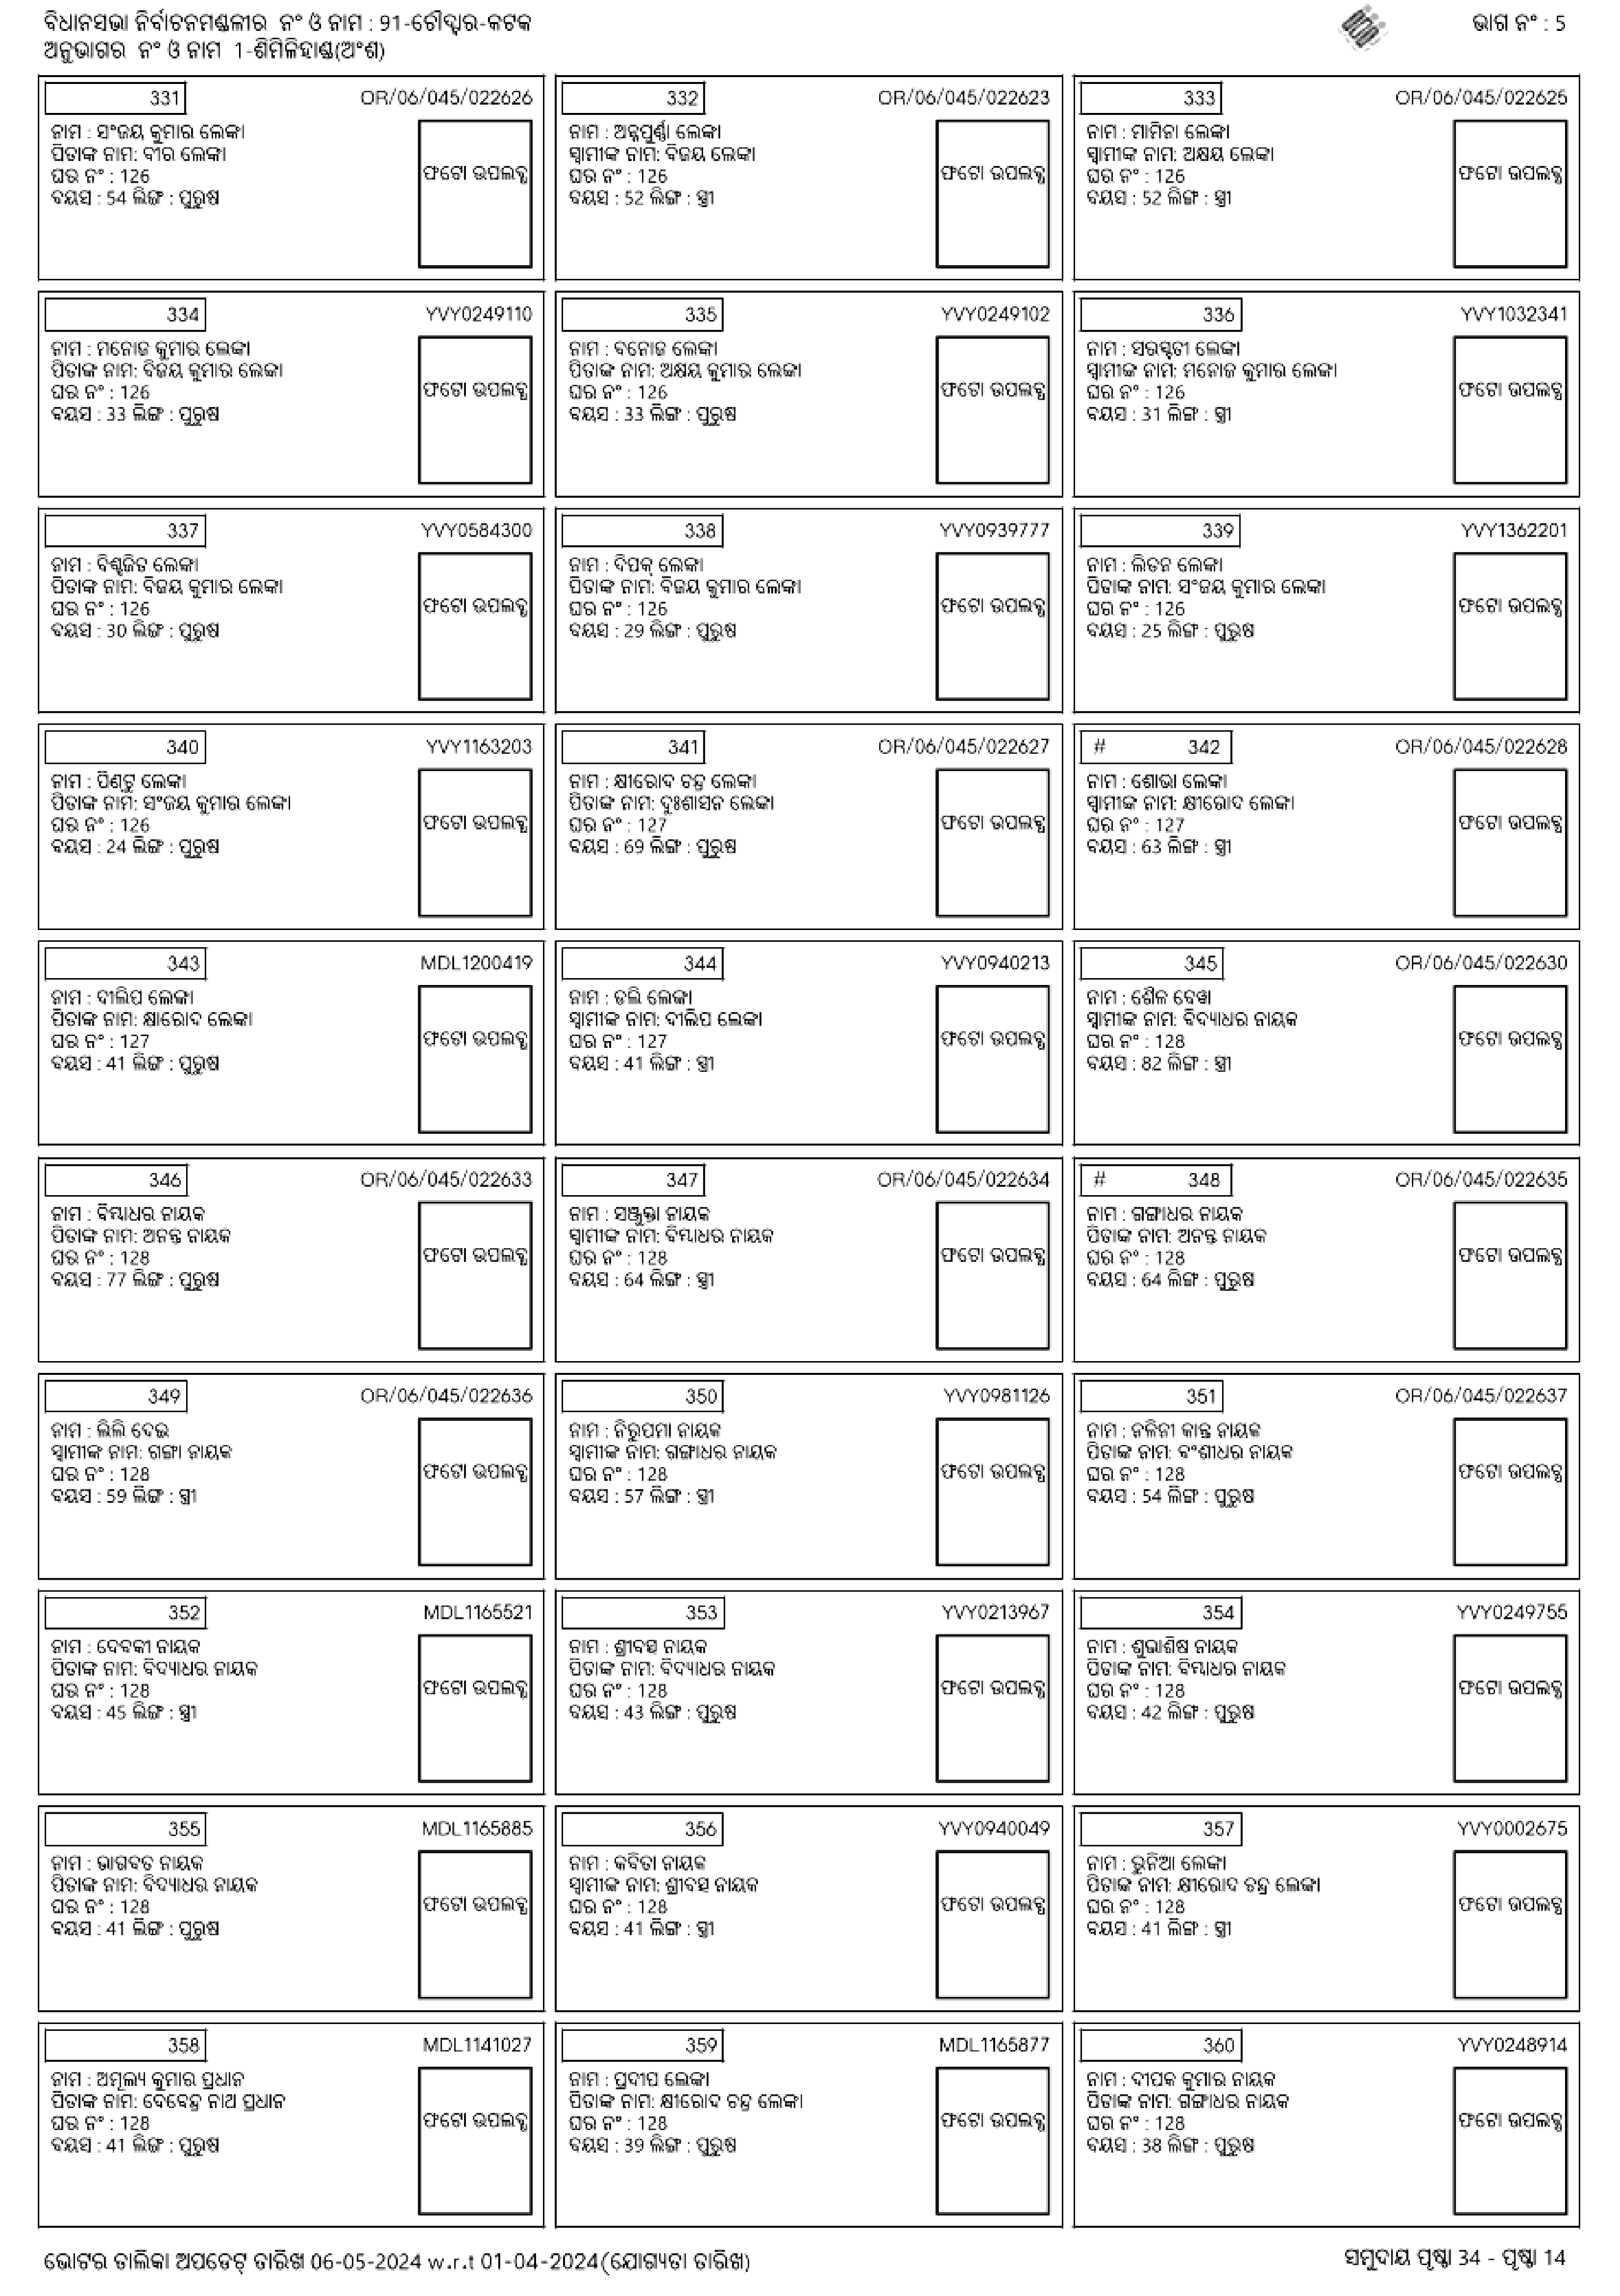 ବିଧାନସଭା ନିର୍ବାଚନମଣ୍ଡଳୀର ନଂ ଓ ନାମ : 91-ଚୌଦ୍ୱାର-କଟକ
ଭାଗ ନଂ : 5
ଅନୁଭାଗର ନଂ ଓ ନାମ 1-ଶିମିଳିହାଣ୍ଡ(ଅଂଶ)
331 OR/06/045/022626
ନାମ : ସଂଜୟ କୁମାର ଲେଙ୍କା
ପିତାଙ୍କ ନାମ: ବୀର ଲେଙ୍କା
ଘର ନଂ : 126
ବୟସ : 54 ଲିଙ୍ଗ : ପୁରୁଷ
ଫଟୋ ଉପଲବ୍ଧ
332 OR/06/045/022623
ନାମ : ଅନ୍ନପୁର୍ଣ୍ଣା ଲେଙ୍କା
ସ୍ୱାମୀଙ୍କ ନାମ: ବିଜୟ ଲେଙ୍କା
ଘର ନଂ : 126
ବୟସ : 52 ଲିଙ୍ଗ : ସ୍ତ୍ରୀ
ଫଟୋ ଉପଲବ୍ଧ
333 OR/06/045/022625
ନାମ : ମାମିନା ଲେଙ୍କା
ସ୍ୱାମୀଙ୍କ ନାମ: ଅକ୍ଷୟ ଲେଙ୍କା
ଘର ନଂ : 126
ବୟସ : 52 ଲିଙ୍ଗ : ସ୍ତ୍ରୀ
ଫଟୋ ଉପଲବ୍ଧ
334 YVY0249110
ନାମ : ମନୋଜ କୁମାର ଲେଙ୍କା
ପିତାଙ୍କ ନାମ: ବିଜୟ କୁମାର ଲେଙ୍କା
ଘର ନଂ : 126
ବୟସ : 33 ଲିଙ୍ଗ : ପୁରୁଷ
ଫଟୋ ଉପଲବ୍ଧ
335 YVY0249102
ନାମ : ବନୋଜ ଲେଙ୍କା
ପିତାଙ୍କ ନାମ: ଅକ୍ଷୟ କୁମାର ଲେଙ୍କା
ଘର ନଂ : 126
ବୟସ : 33 ଲିଙ୍ଗ : ପୁରୁଷ
ଫଟୋ ଉପଲବ୍ଧ
336 YVY1032341
ନାମ : ସରସ୍ୱତୀ ଲେଙ୍କା
ସ୍ୱାମୀଙ୍କ ନାମ: ମନୋଜ କୁମାର ଲେଙ୍କା
ଘର ନଂ : 126
ବୟସ : 31 ଲିଙ୍ଗ : ସ୍ତ୍ରୀ
ଫଟୋ ଉପଲବ୍ଧ
337 YVY0584300
ନାମ : ବିଶ୍ୱଜିତ ଲେଙ୍କା
ପିତାଙ୍କ ନାମ: ବିଜୟ କୁମାର ଲେଙ୍କା
ଘର ନଂ : 126
ବୟସ : 30 ଲିଙ୍ଗ : ପୁରୁଷ
ଫଟୋ ଉପଲବ୍ଧ
338 YVY0939777
ନାମ : ଦିପକ୍ ଲେଙ୍କା
ପିତାଙ୍କ ନାମ: ବିଜୟ କୁମାର ଲେଙ୍କା
ଘର ନଂ : 126
ବୟସ : 29 ଲିଙ୍ଗ : ପୁରୁଷ
ଫଟୋ ଉପଲବ୍ଧ
339 YVY1362201
ନାମ : ଲିଟନ ଲେଙ୍କା
ପିତାଙ୍କ ନାମ: ସଂଜୟ କୁମାର ଲେଙ୍କା
ଘର ନଂ : 126
ବୟସ : 25 ଲିଙ୍ଗ : ପୁରୁଷ
ଫଟୋ ଉପଲବ୍ଧ
340 YVY1163203
ନାମ : ପିଣ୍ଟୁ ଲେଙ୍କା
ପିତାଙ୍କ ନାମ: ସଂଜୟ କୁମାର ଲେଙ୍କା
ଘର ନଂ : 126
ବୟସ : 24 ଲିଙ୍ଗ : ପୁରୁଷ
ଫଟୋ ଉପଲବ୍ଧ
341 OR/06/045/022627
ନାମ : କ୍ଷୀରୋଦ ଚନ୍ଦ୍ର ଲେଙ୍କା
ପିତାଙ୍କ ନାମ: ଦୁଃଶାସନ ଲେଙ୍କା
ଘର ନଂ : 127
ବୟସ : 69 ଲିଙ୍ଗ : ପୁରୁଷ
ଫଟୋ ଉପଲବ୍ଧ
# 342 OR/06/045/022628
ନାମ : ଶୋଭା ଲେଙ୍କା
ସ୍ୱାମୀଙ୍କ ନାମ: କ୍ଷୀରୋଦ ଲେଙ୍କା
ଘର ନଂ : 127
ବୟସ : 63 ଲିଙ୍ଗ : ସ୍ତ୍ରୀ
ଫଟୋ ଉପଲବ୍ଧ
343 MDL1200419
ନାମ : ଦୀଲିପ ଲେଙ୍କା
ପିତାଙ୍କ ନାମ: କ୍ଷାରୋଦ ଲେଙ୍କା
ଘର ନଂ : 127
ବୟସ : 41 ଲିଙ୍ଗ : ପୁରୁଷ
ଫଟୋ ଉପଲବ୍ଧ
344 YVY0940213
ନାମ : ଡଲି ଲେଙ୍କା
ସ୍ୱାମୀଙ୍କ ନାମ: ଦୀଲିପ ଲେଙ୍କା
ଘର ନଂ : 127
ବୟସ : 41 ଲିଙ୍ଗ : ସ୍ତ୍ରୀ
ଫଟୋ ଉପଲବ୍ଧ
345 OR/06/045/022630
ନାମ : ଶୈଳ ଦେୱା
ସ୍ୱାମୀଙ୍କ ନାମ: ବିଦ୍ୟାଧର ନାୟକ
ଘର ନଂ : 128
ବୟସ : 82 ଲିଙ୍ଗ : ସ୍ତ୍ରୀ
ଫଟୋ ଉପଲବ୍ଧ
346 OR/06/045/022633
ନାମ : ବିମ୍ବାଧର ନାୟକ
ପିତାଙ୍କ ନାମ: ଅନନ୍ତ ନାୟକ
ଘର ନଂ : 128
ବୟସ : 77 ଲିଙ୍ଗ : ପୁରୁଷ
ଫଟୋ ଉପଲବ୍ଧ
347 OR/06/045/022634
ନାମ : ସଞ୍ଜୁକ୍ତା ନାୟକ
ସ୍ୱାମୀଙ୍କ ନାମ: ବିମ୍ବାଧର ନାୟକ
ଘର ନଂ : 128
ବୟସ : 64 ଲିଙ୍ଗ : ସ୍ତ୍ରୀ
ଫଟୋ ଉପଲବ୍ଧ
# 348 OR/06/045/022635
ନାମ : ଗଙ୍ଗାଧର ନାୟକ
ପିତାଙ୍କ ନାମ: ଅନନ୍ତ ନାୟକ
ଘର ନଂ : 128
ବୟସ : 64 ଲିଙ୍ଗ : ପୁରୁଷ
ଫଟୋ ଉପଲବ୍ଧ
349 OR/06/045/022636
ନାମ : ଲିଲି ଦେଇ
ସ୍ୱାମୀଙ୍କ ନାମ: ଗଙ୍ଗା ନାୟକ
ଘର ନଂ : 128
ବୟସ : 59 ଲିଙ୍ଗ : ସ୍ତ୍ରୀ
ଫଟୋ ଉପଲବ୍ଧ
350 YVY0981126
ନାମ : ନିରୁପମା ନାୟକ
ସ୍ୱାମୀଙ୍କ ନାମ: ଗଙ୍ଗାଧର ନାୟକ
ଘର ନଂ : 128
ବୟସ : 57 ଲିଙ୍ଗ : ସ୍ତ୍ରୀ
ଫଟୋ ଉପଲବ୍ଧ
351 OR/06/045/022637
ନାମ : ନଳିନୀ କାନ୍ତ ନାୟକ
ପିତାଙ୍କ ନାମ: ବଂଶୀଧର ନାୟକ
ଘର ନଂ : 128
ବୟସ : 54 ଲିଙ୍ଗ : ପୁରୁଷ
ଫଟୋ ଉପଲବ୍ଧ
352 MDL1165521
ନାମ : ଦେବକୀ ନାୟକ
ପିତାଙ୍କ ନାମ: ବିଦ୍ୟାଧର ନାୟକ
ଘର ନଂ : 128
ବୟସ : 45 ଲିଙ୍ଗ : ସ୍ତ୍ରୀ
ଫଟୋ ଉପଲବ୍ଧ
353 YVY0213967
ନାମ : ଶ୍ରୀବତ୍ସ ନାୟକ
ପିତାଙ୍କ ନାମ: ବିଦ୍ୟାଧର ନାୟକ
ଘର ନଂ : 128
ବୟସ : 43 ଲିଙ୍ଗ : ପୁରୁଷ
ଫଟୋ ଉପଲବ୍ଧ
354 YVY0249755
ନାମ : ଶୁଭାଶିଷ ନାୟକ
ପିତାଙ୍କ ନାମ: ବିମ୍ବାଧର ନାୟକ
ଘର ନଂ : 128
ବୟସ : 42 ଲିଙ୍ଗ : ପୁରୁଷ
ଫଟୋ ଉପଲବ୍ଧ
355 MDL1165885
ନାମ : ଭାଗବତ ନାୟକ
ପିତାଙ୍କ ନାମ: ବିଦ୍ୟାଧର ନାୟକ
ଘର ନଂ : 128
ବୟସ : 41 ଲିଙ୍ଗ : ପୁରୁଷ
ଫଟୋ ଉପଲବ୍ଧ
356 YVY0940049
ନାମ : କବିତା ନାୟକ
ସ୍ୱାମୀଙ୍କ ନାମ: ଶ୍ରୀବତ୍ସ ନାୟକ
ଘର ନଂ : 128
ବୟସ : 41 ଲିଙ୍ଗ : ସ୍ତ୍ରୀ
ଫଟୋ ଉପଲବ୍ଧ
357 YVY0002675
ନାମ : ଭୁନିଆ ଲେଙ୍କା
ପିତାଙ୍କ ନାମ: କ୍ଷୀରୋଦ ଚନ୍ଦ୍ର ଲେଙ୍କା
ଘର ନଂ : 128
ବୟସ : 41 ଲିଙ୍ଗ : ସ୍ତ୍ରୀ
ଫଟୋ ଉପଲବ୍ଧ
358 MDL1141027
ନାମ : ଅମୂଲ୍ୟ କୁମାର ପ୍ରଧାନ
ପିତାଙ୍କ ନାମ: ଦେବେନ୍ଦ୍ର ନାଥ ପ୍ରଧାନ
ଘର ନଂ : 128
ବୟସ : 41 ଲିଙ୍ଗ : ପୁରୁଷ
ଫଟୋ ଉପଲବ୍ଧ
359 MDL1165877
ନାମ : ପ୍ରଦୀପ ଲେଙ୍କା
ପିତାଙ୍କ ନାମ: କ୍ଷୀରୋଦ ଚନ୍ଦ୍ର ଲେଙ୍କା
ଘର ନଂ : 128
ବୟସ : 39 ଲିଙ୍ଗ : ପୁରୁଷ
ଫଟୋ ଉପଲବ୍ଧ
360 YVY0248914
ନାମ : ଦୀପକ କୁମାର ନାୟକ
ପିତାଙ୍କ ନାମ: ଗଙ୍ଗାଧର ନାୟକ
ଘର ନଂ : 128
ବୟସ : 38 ଲିଙ୍ଗ : ପୁରୁଷ
ଫଟୋ ଉପଲବ୍ଧ
ଭୋଟର ତାଲିକା ଅପଡେଟ୍ ତାରିଖ 06-05-2024 w.r.t 01-04-2024(ଯୋଗ୍ୟତା ତାରିଖ)
ସମୁଦାୟ ପୃଷ୍ଠା 34 - ପୃଷ୍ଠା 14